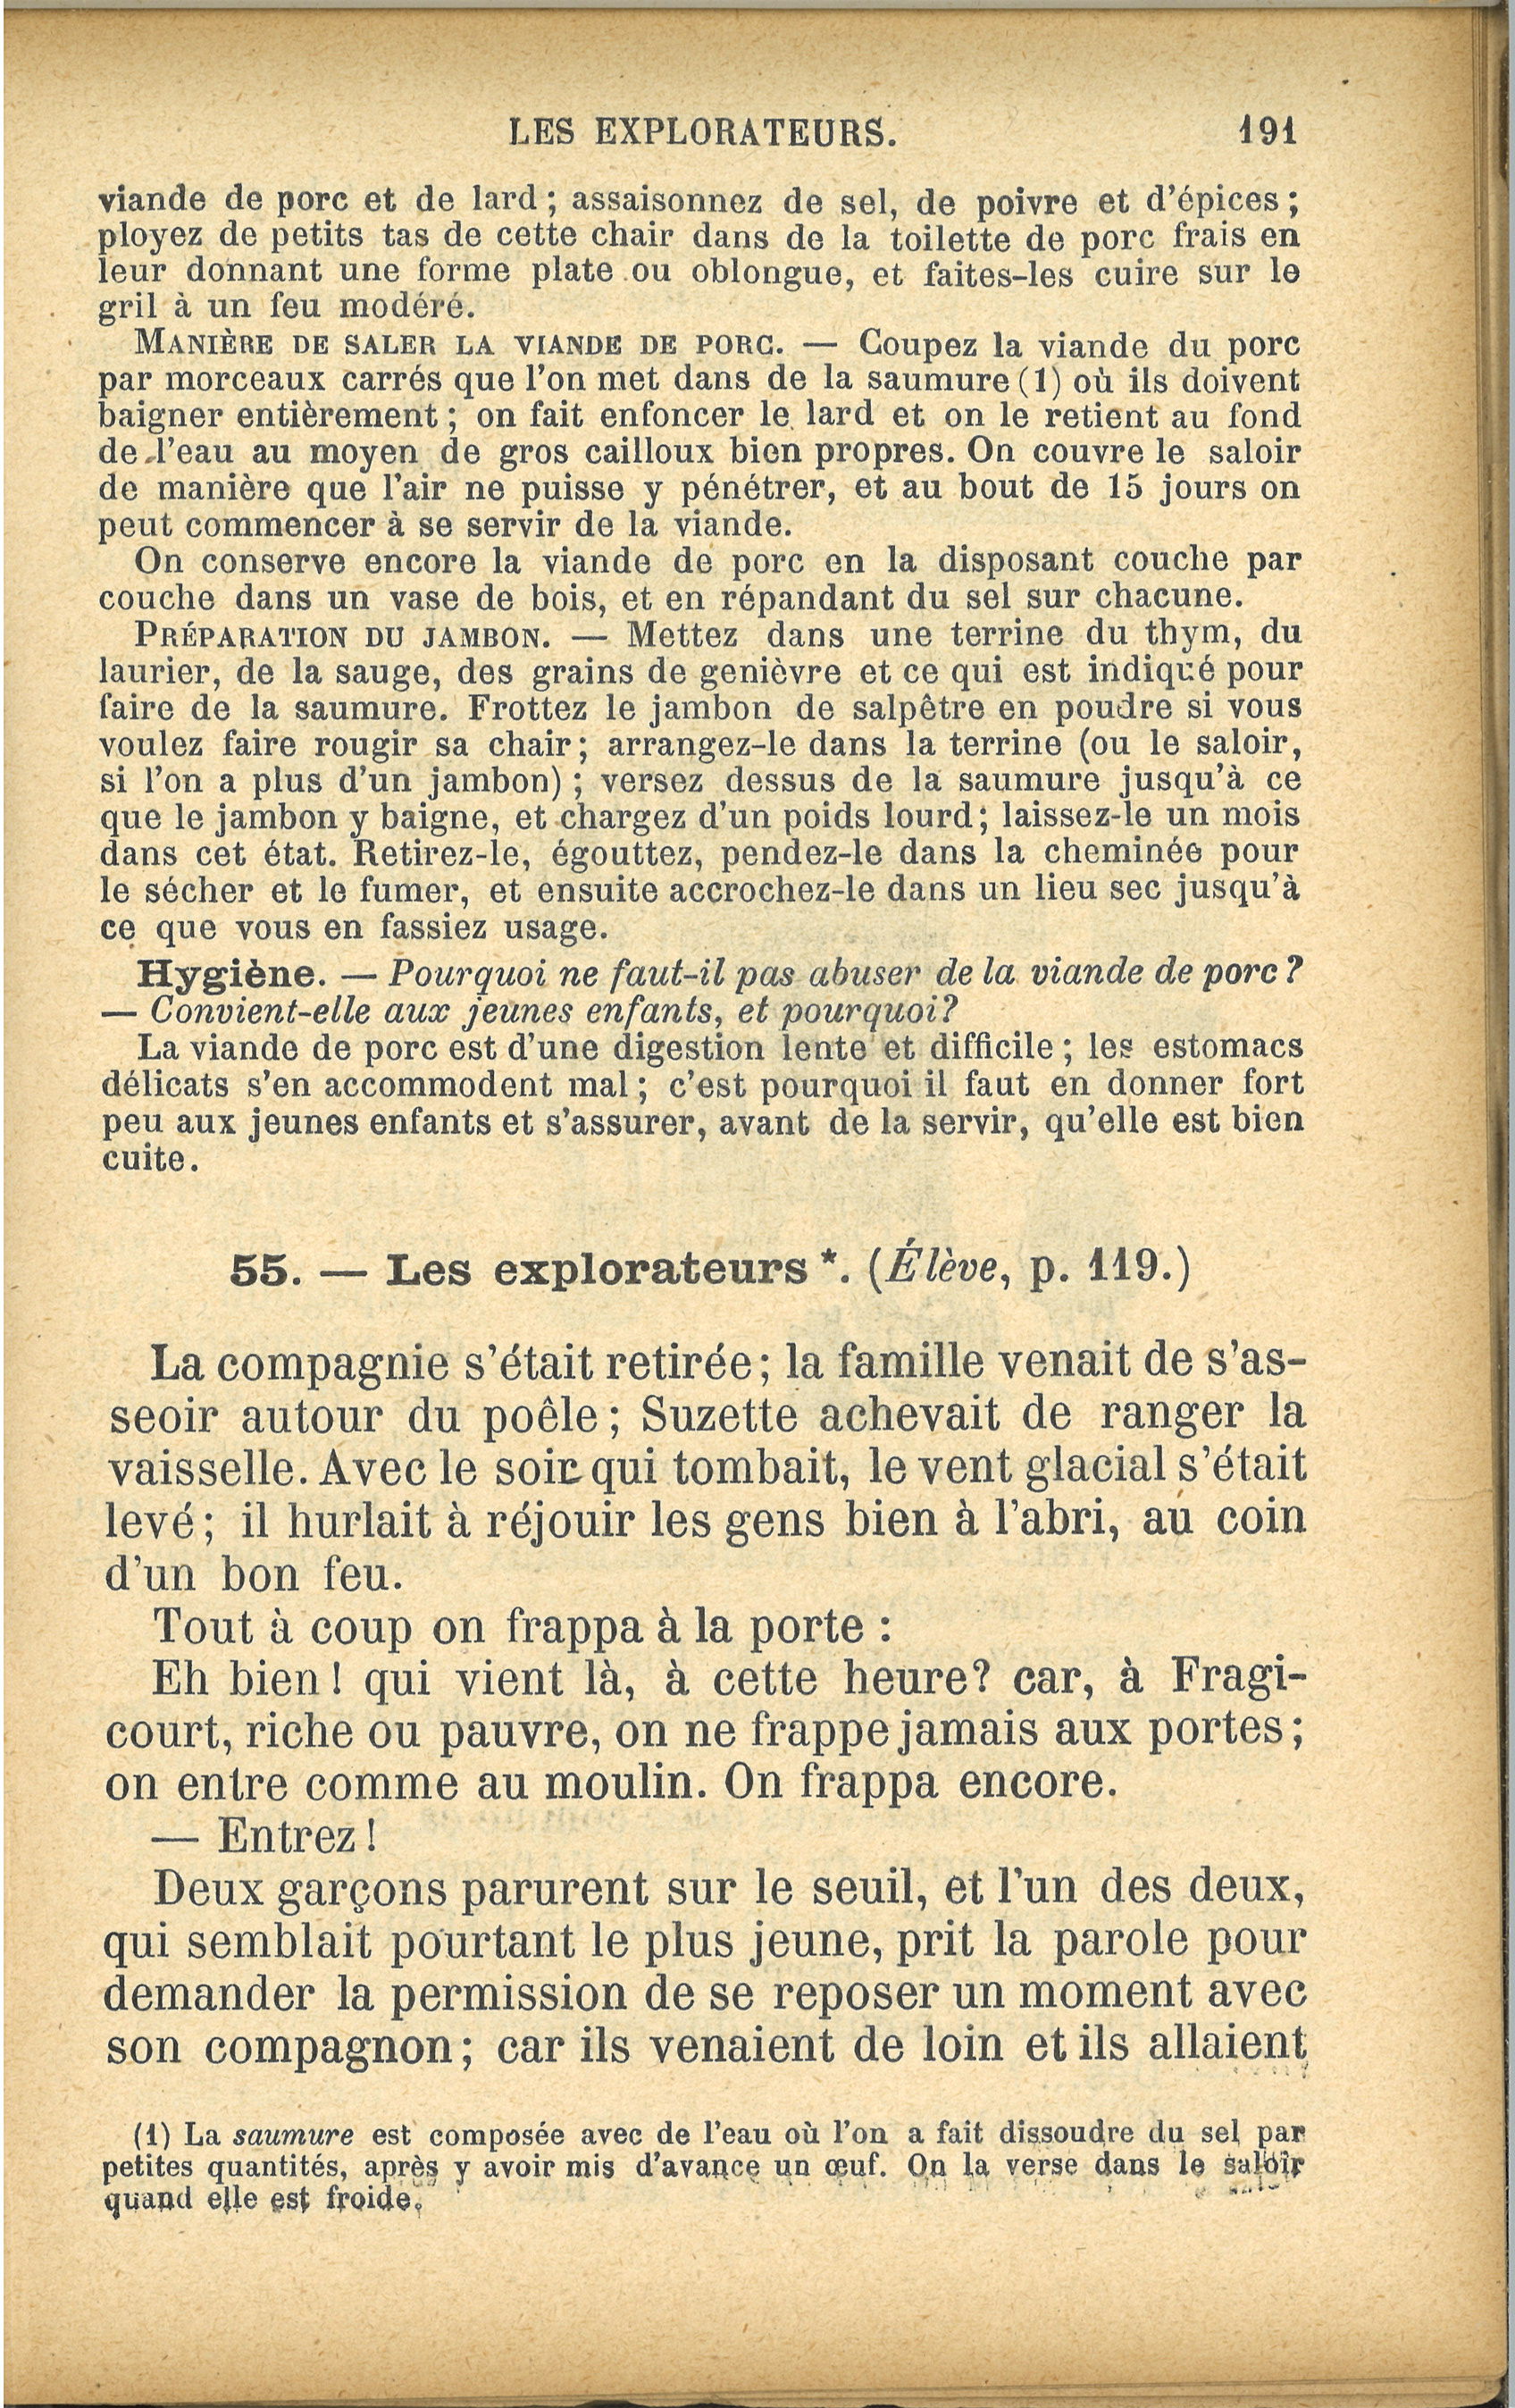 LES EXPLORATEURS. 191
viande de porc et de lard ; assaisonnez de sel, de poivre et d'épices ;
ployez de petits tas de cette chair dans de la toilette de porc frais en
leur donnant une forme plate ou oblongue, et faites-les cuire sur le
gril à un feu modéré.
MANIÈRE DE SALER LA VIANDE DE PORC. — Coupez la viande du porc
par morceaux carrés que l'on met dans de la saumure (1) où ils doivent
baigner entièrement ; on fait enfoncer le lard et on le retient au fond
de l'eau au moyen de gros cailloux bien propres. On couvre le saloir
de manière que l'air ne puisse y pénétrer, et au bout de 15 jours on
peut commencer à se servir de la viande.
On conserve encore la viande de porc en la disposant couche par
couche dans un vase de bois, et en répandant du sel sur chacune.
PRÉPARATION DU JAMBON. — Mettez dans une terrine du thym, du
laurier, de la sauge, des grains de genièvre et ce qui est indiqué pour
faire de la saumure. Frottez le jambon de salpêtre en poudre si vous
voulez faire rougir sa chair ; arrangez-le dans la terrine (ou le saloir,
si l'on a plus d'un jambon) ; versez dessus de la saumure jusqu'à ce
que le jambon y baigne, et chargez d'un poids lourd ; laissez-le un mois
dans cet état. Retirez-le, égouttez, pendez-le dans la cheminée pour
le sécher et le fumer, et ensuite accrochez-le dans un lieu sec jusqu'à
ce que vous en fassiez usage.
Hygiène. — Pourquoi ne faut-il pas abuser de la viande de porc ?
— Convient-elle aux jeunes enfants, et pourquoi ?
La viande de porc est d'une digestion lente et difficile ; les estomacs
délicats s'en accommodent mal ; c'est pourquoi il faut en donner fort
peu aux jeunes enfants et s'assurer, avant de la servir, qu'elle est bien
cuite.
55. — Les explorateurs *. (Élève, p. 119.)
La compagnie s'était retirée ; la famille venait de s'as-
seoir autour du poêle ; Suzette achevait de ranger la
vaisselle. Avec le soir qui tombait, le vent glacial s'était
levé ; il hurlait à réjouir les gens bien à l'abri, au coin
d'un bon feu.
Tout à coup on frappa à la porte :
Eh bien ! qui vient là, à cette heure ? car, à Fragi-
court, riche ou pauvre, on ne frappe jamais aux portes ;
on entre comme au moulin. On frappa encore.
— Entrez !
Deux garçons parurent sur le seuil, et l'un des deux,
qui semblait pourtant le plus jeune, prit la parole pour
demander la permission de se reposer un moment avec
son compagnon ; car ils venaient de loin et ils allaient
(1) La saumure est composée avec de l'eau où l'on a fait dissoudre du sel par
petites quantités, après y avoir mis d'avance un œuf. On la verse dans le saloir
quand elle est froide.